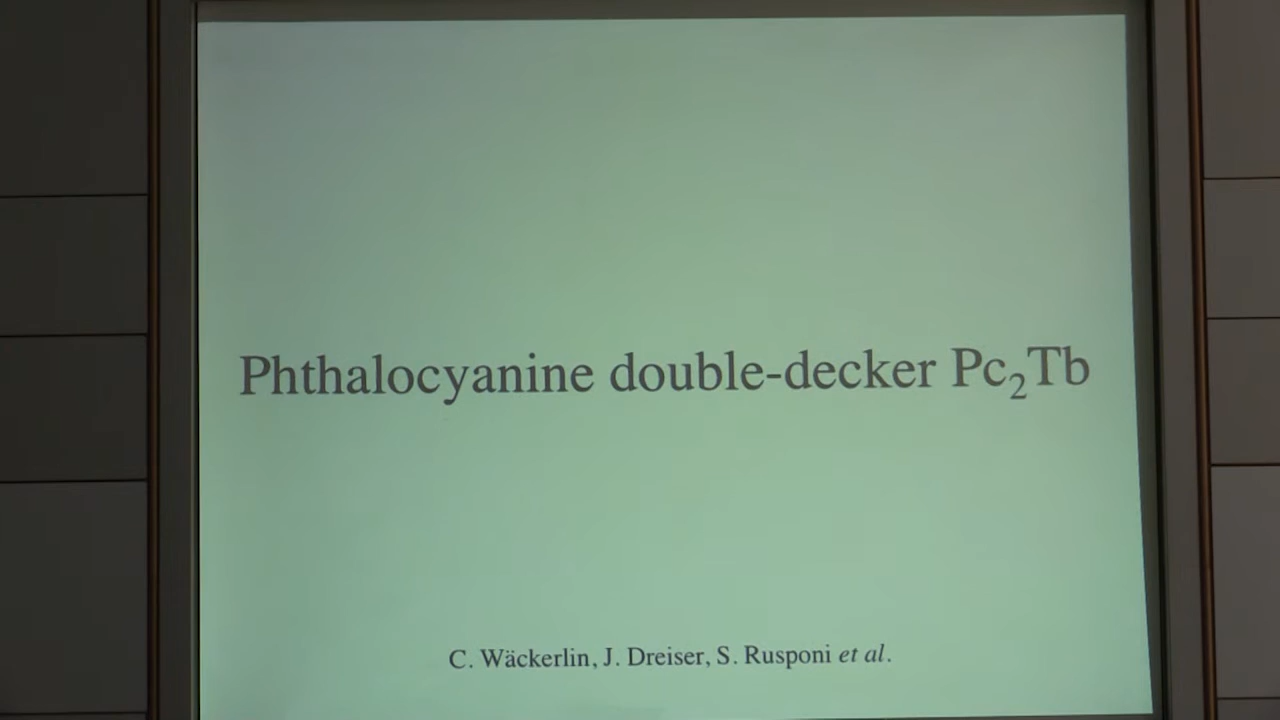 Phthalocyanine double-decker Pc₂Tb
C. Wäckerlin, J. Dreiser, S. Rusponi et al.